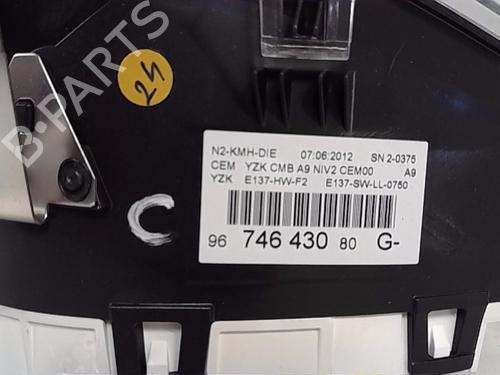 B-PARTS
24
N2-KMH-DIE 07:06:2012 SN 2-0375
CEM YZK CMB A9 NIV2 CEM00 A9
YZK E137-HW-F2 E137-SW-LL-0750
C
96 746 430 80 G-